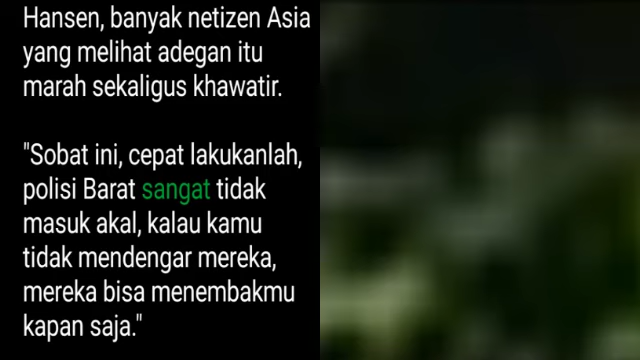 Hansen, banyak netizen Asia
yang melihat adegan itu
marah sekaligus khawatir.
"Sobat ini, cepat lakukanlah,
polisi Barat sangat tidak
masuk akal, kalau kamu
tidak mendengar mereka,
mereka bisa menembakmu
kapan saja."